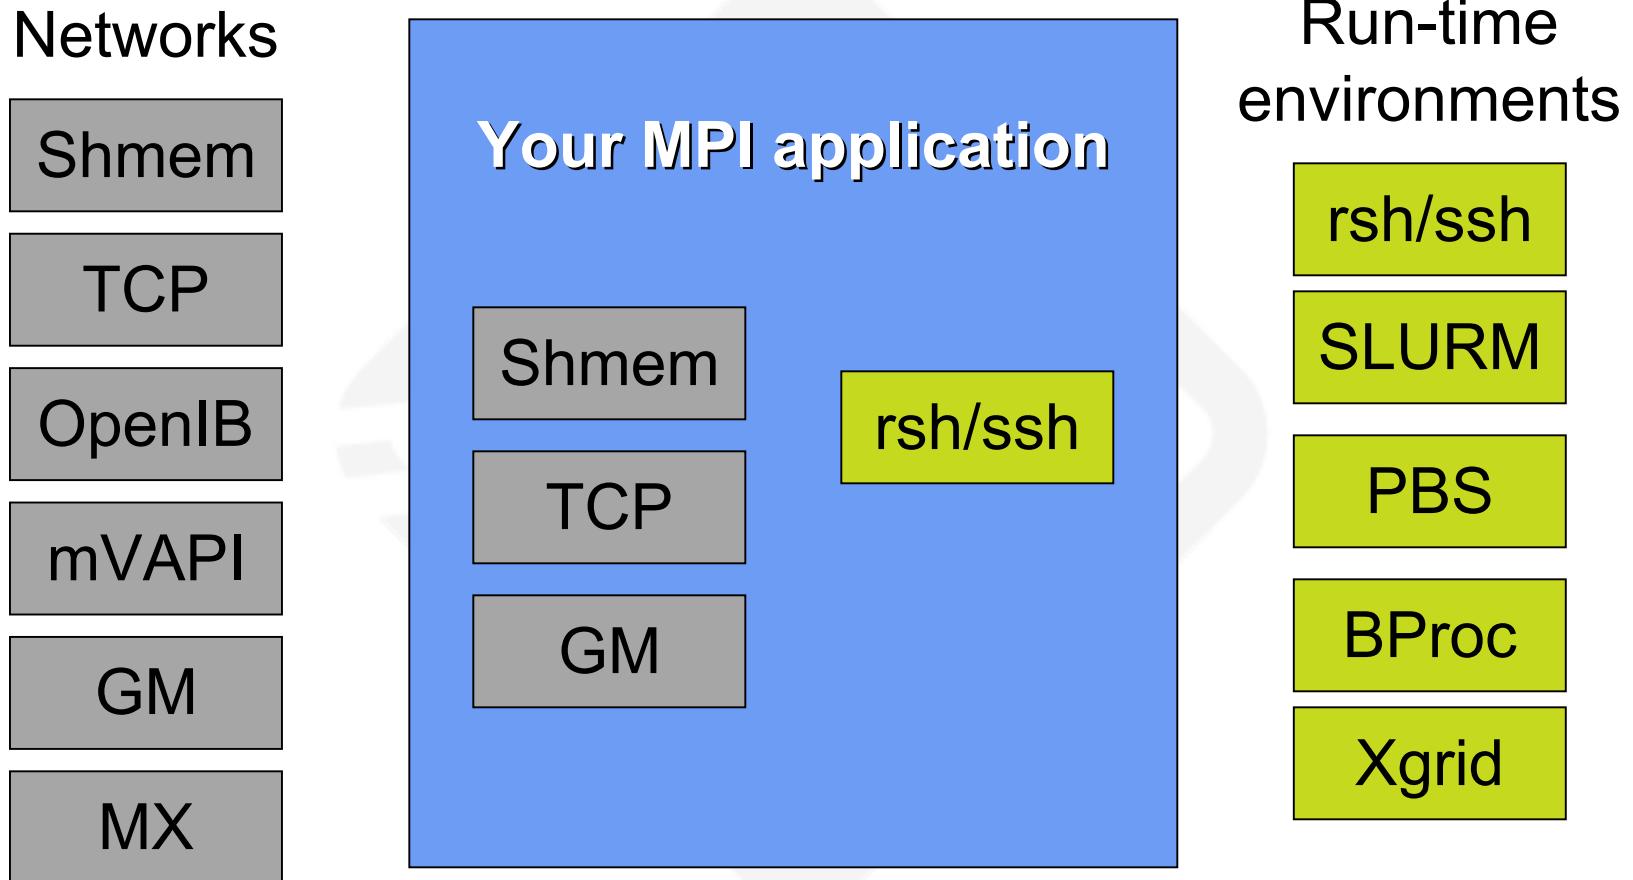 Networks
Shmem
TCP
OpenIB
mVAPI
GM
MX
Your MPI application
Shmem
TCP
GM
rsh/ssh
Run-time
environments
rsh/ssh
SLURM
PBS
BProc
Xgrid